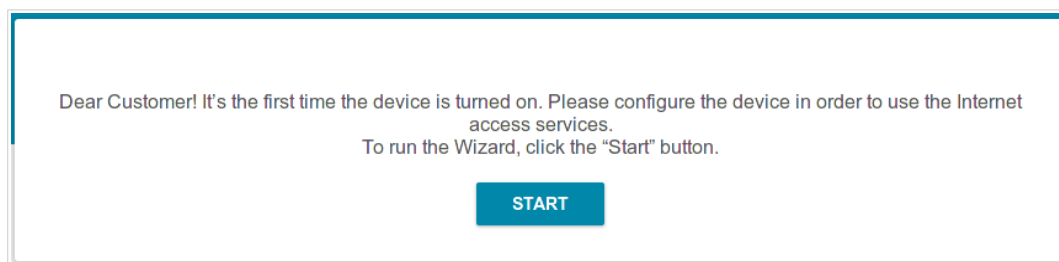 Dear Customer! It’s the first time the device is turned on. Please configure the device in order to use the Internet
access services.
To run the Wizard, click the “Start” button.
START